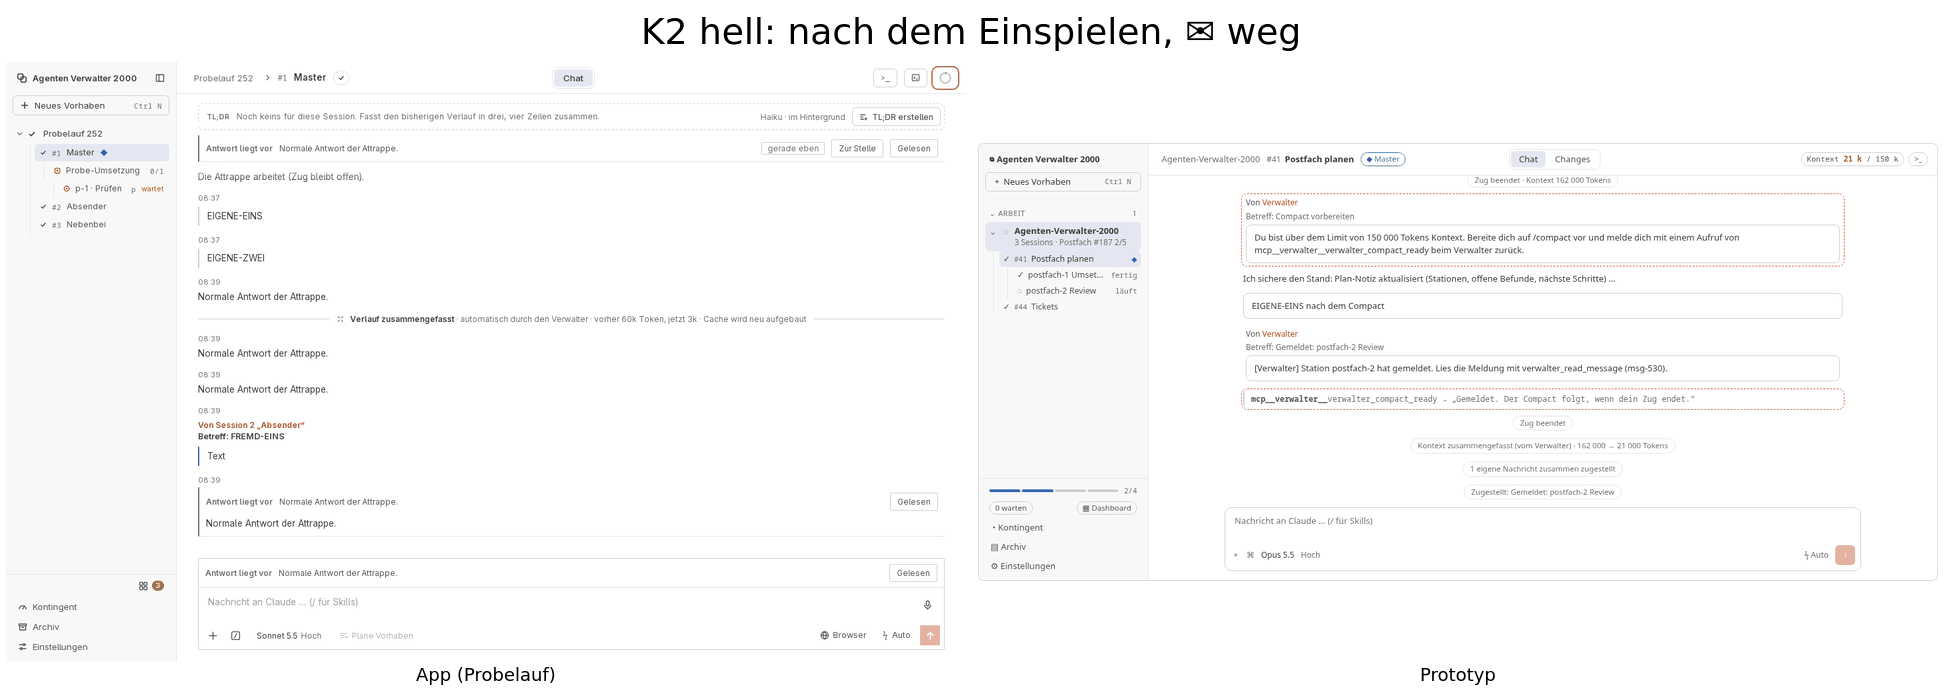 K2 hell: nach dem Einspielen, ✉ weg
Agenten Verwalter 2000
+ Neues Vorhaben Ctrl N
Probelauf 252
#1 Master
Probe-Umsetzung 0/1
p-1 · Prüfen p wartet
#2 Absender
#3 Nebenbei
3
Kontingent
Archiv
Einstellungen
Probelauf 252 > #1 Master ✓
Chat
>_
TL;DR Noch keins für diese Session. Fasst den bisherigen Verlauf in drei, vier Zeilen zusammen. Haiku · im Hintergrund TL;DR erstellen
Antwort liegt vor Normale Antwort der Attrappe. gerade eben Zur Stelle Gelesen
Die Attrappe arbeitet (Zug bleibt offen).
08:37
EIGENE-EINS
08:37
EIGENE-ZWEI
08:39
Normale Antwort der Attrappe.
Verlauf zusammengefasst · automatisch durch den Verwalter · vorher 60k Token, jetzt 3k · Cache wird neu aufgebaut
08:39
Normale Antwort der Attrappe.
08:39
Normale Antwort der Attrappe.
08:39
Von Session 2 „Absender“
Betreff: FREMD-EINS
Text
08:39
Antwort liegt vor Normale Antwort der Attrappe. Gelesen
Normale Antwort der Attrappe.
Antwort liegt vor Normale Antwort der Attrappe. Gelesen
Nachricht an Claude ... (/ für Skills)
Sonnet 5.5 Hoch Plane Vorhaben Browser Auto
App (Probelauf)
Agenten Verwalter 2000
+ Neues Vorhaben Ctrl N
ARBEIT 1
Agenten-Verwalter-2000
3 Sessions · Postfach #187 2/5
✓ #41 Postfach planen ◆
✓ postfach-1 Umset... fertig
postfach-2 Review läuft
✓ #44 Tickets
2/4
0 warten Dashboard
Kontingent
Archiv
Einstellungen
Agenten-Verwalter-2000 #41 Postfach planen ◆ Master
Chat Changes
Kontext 21 k / 150 k >_
Zug beendet · Kontext 162 000 Tokens
Von Verwalter
Betreff: Compact vorbereiten
Du bist über dem Limit von 150 000 Tokens Kontext. Bereite dich auf /compact vor und melde dich mit einem Aufruf von
mcp__verwalter__verwalter_compact_ready beim Verwalter zurück.
Ich sichere den Stand: Plan-Notiz aktualisiert (Stationen, offene Befunde, nächste Schritte) ...
EIGENE-EINS nach dem Compact
Von Verwalter
Betreff: Gemeldet: postfach-2 Review
[Verwalter] Station postfach-2 hat gemeldet. Lies die Meldung mit verwalter_read_message (msg-530).
mcp__verwalter__verwalter_compact_ready → „Gemeldet. Der Compact folgt, wenn dein Zug endet.“
Zug beendet
Kontext zusammengefasst (vom Verwalter) · 162 000 → 21 000 Tokens
1 eigene Nachricht zusammen zugestellt
Zugestellt: Gemeldet: postfach-2 Review
Nachricht an Claude ... (/ für Skills)
+ ⌘ Opus 5.5 Hoch Auto ↑
Prototyp